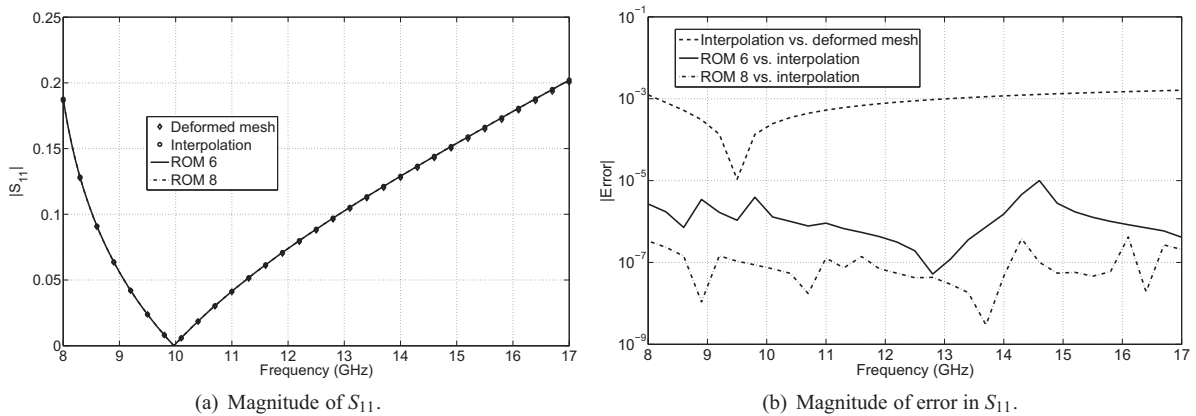 0.25
0.2
0.15
0.1
0.05
0
|S11|
Deformed mesh
Interpolation
ROM 6
ROM 8
8 9 10 11 12 13 14 15 16 17
Frequency (GHz)
(a) Magnitude of S11.
10−1
10−3
10−5
10−7
10−9
|Error|
Interpolation vs. deformed mesh
ROM 6 vs. interpolation
ROM 8 vs. interpolation
8 9 10 11 12 13 14 15 16 17
Frequency (GHz)
(b) Magnitude of error in S11.